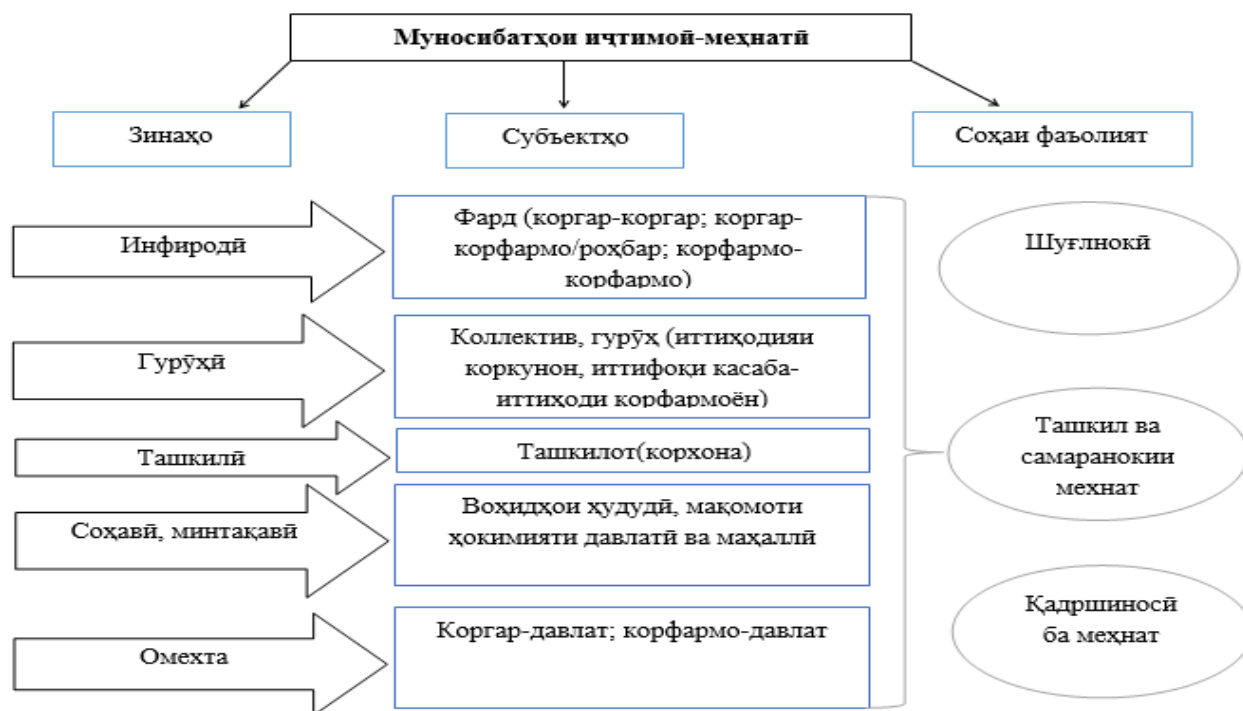 Муносибатҳои иҷтимоӣ-меҳнатӣ
Зинаҳо
Субъектҳо
Соҳаи фаъолият
Инфиродӣ
Фард (коргар-коргар; коргар-
корфармо/роҳбар; корфармо-
корфармо)
Шуғлнокӣ
Гурӯҳӣ
Коллектив, гурӯҳ (иттиҳодияи
коркунон, иттифоқи касаба-
иттиҳоди корфармоён)
Ташкилӣ
Ташкилот(корхона)
Ташкил ва
самаранокии
мехнат
Соҳавӣ, минтақавӣ
Воҳидҳои ҳудудӣ, мақомоти
ҳокимияти давлатӣ ва маҳаллӣ
Омехта
Коргар-давлат; корфармо-давлат
Қадршиносӣ
ба меҳнат